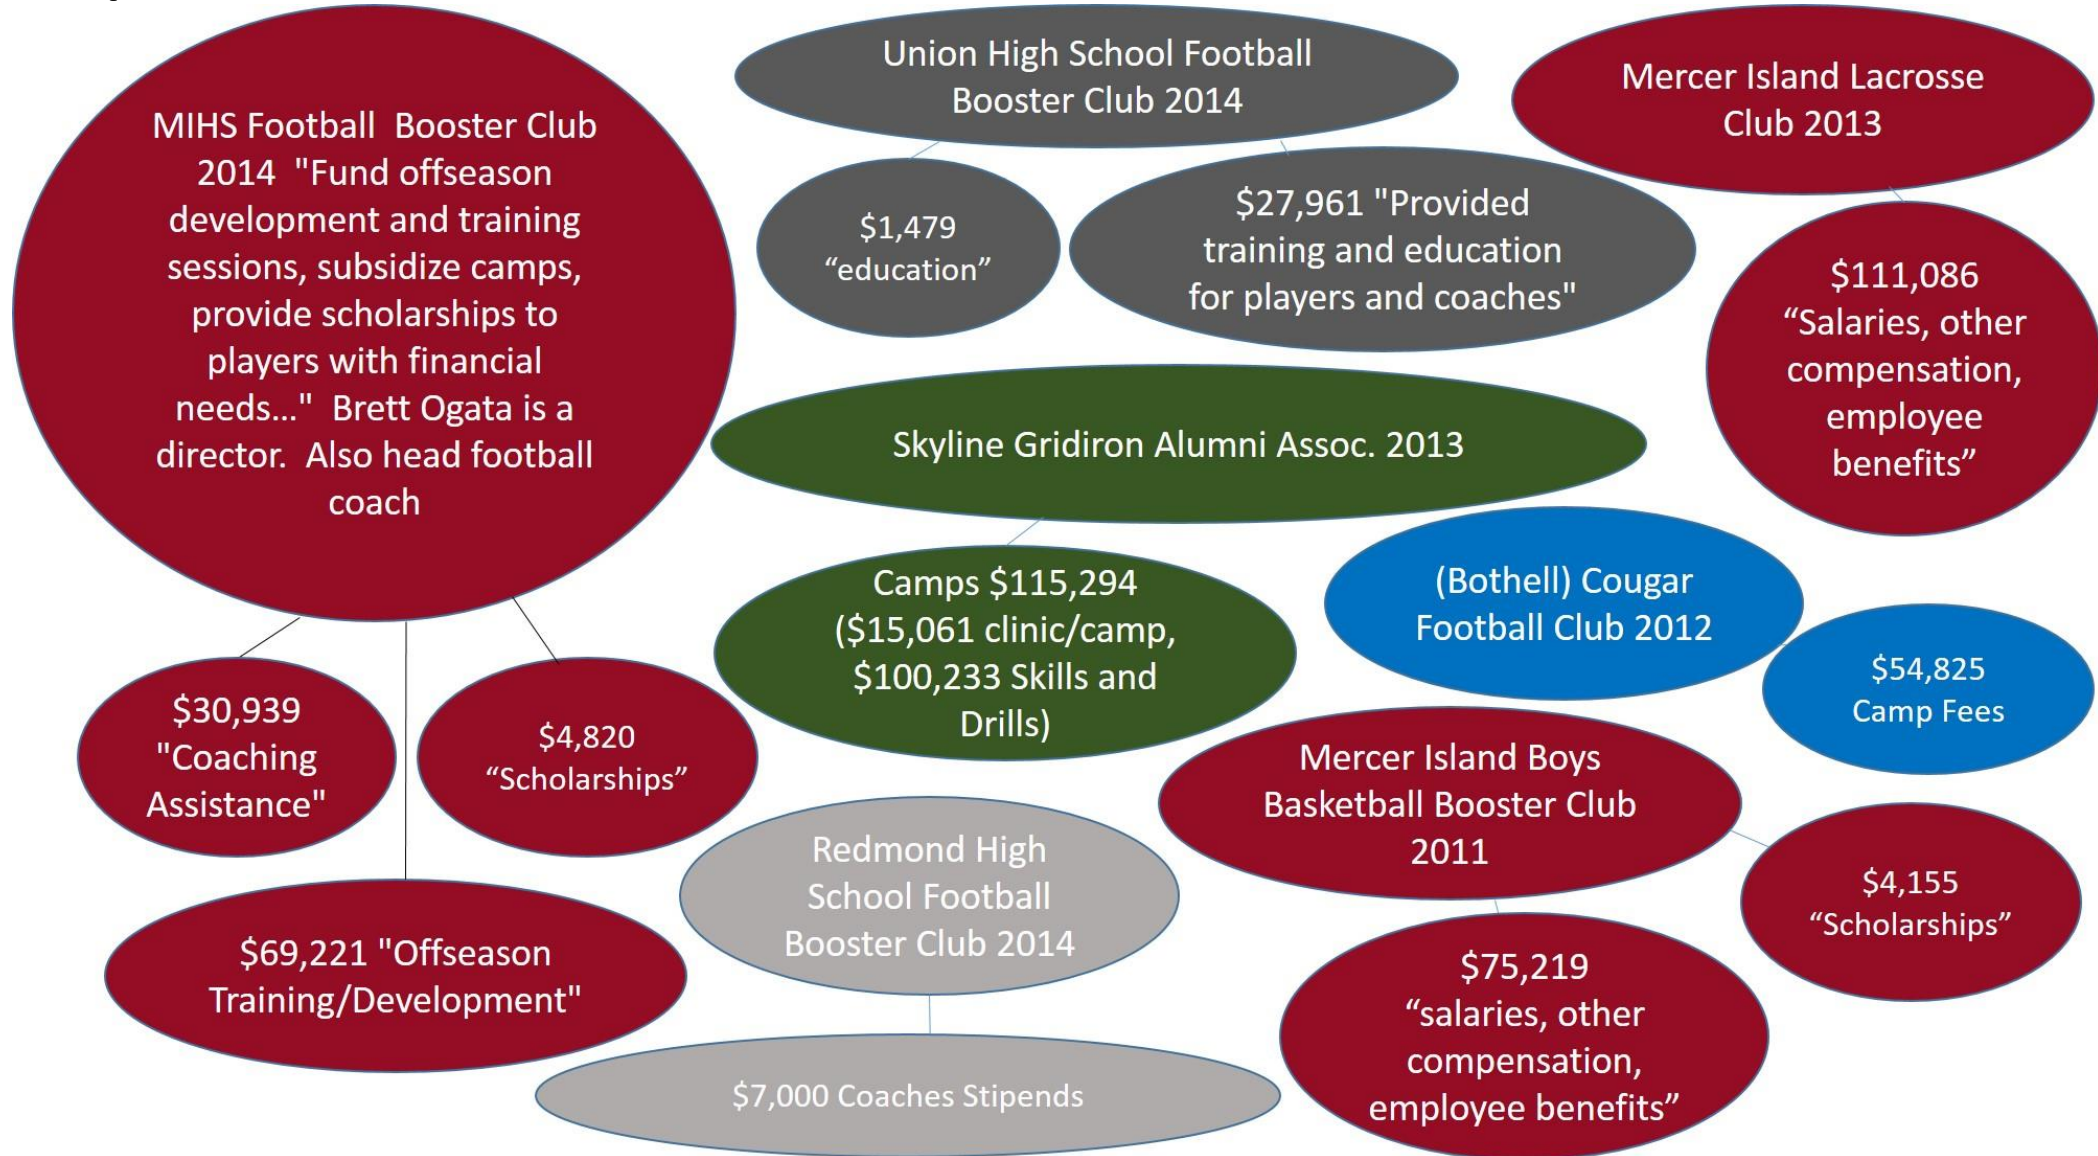 MIHS Football  Booster Club
2014  "Fund offseason
development and training
sessions, subsidize camps,
provide scholarships to
players with financial
needs…"  Brett Ogata is a
director.  Also head football
coach
$30,939
"Coaching
Assistance"
$4,820
“Scholarships”
$69,221 "Offseason
Training/Development"
Union High School Football
Booster Club 2014
$1,479
“education”
$27,961 "Provided
training and education
for players and coaches"
Mercer Island Lacrosse
Club 2013
$111,086
“Salaries, other
compensation,
employee
benefits”
Skyline Gridiron Alumni Assoc. 2013
Camps $115,294
($15,061 clinic/camp,
$100,233 Skills and
Drills)
(Bothell) Cougar
Football Club 2012
$54,825
Camp Fees
Mercer Island Boys
Basketball Booster Club
2011
$4,155
“Scholarships”
$75,219
“salaries, other
compensation,
employee benefits”
Redmond High
School Football
Booster Club 2014
$7,000 Coaches Stipends